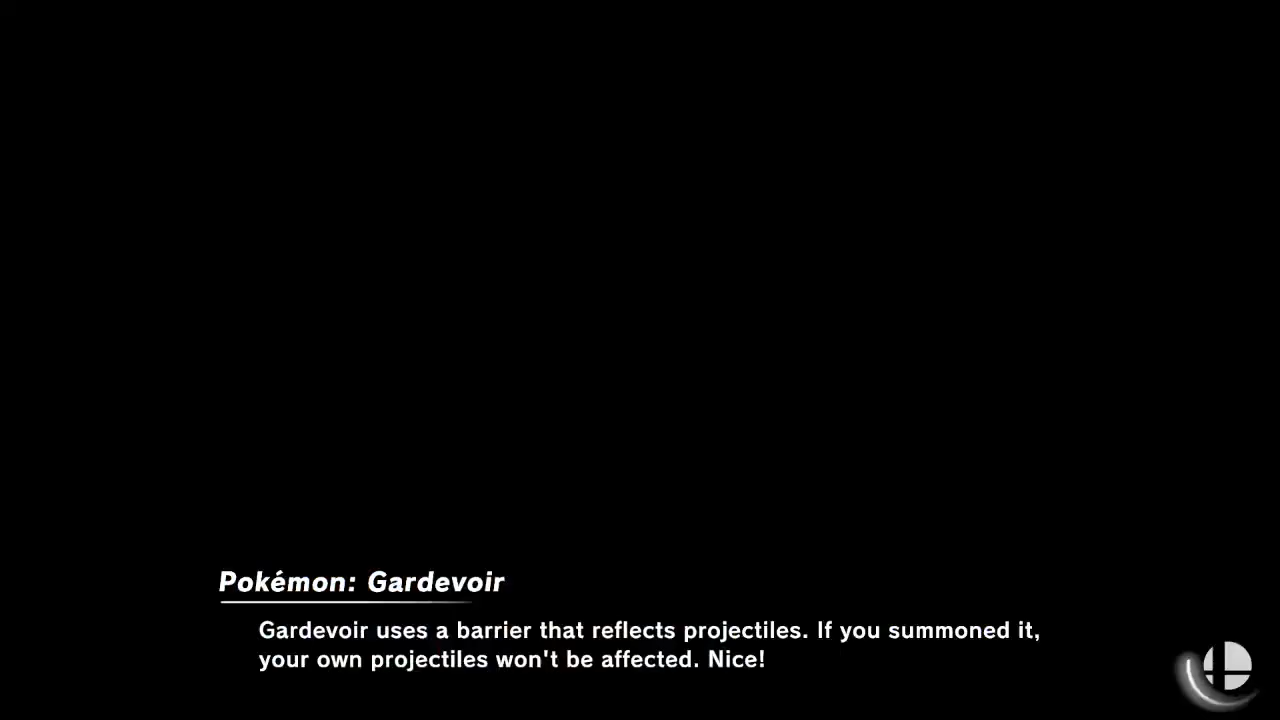 Pokémon: Gardevoir
Gardevoir uses a barrier that reflects projectiles. If you summoned it,
your own projectiles won't be affected. Nice!